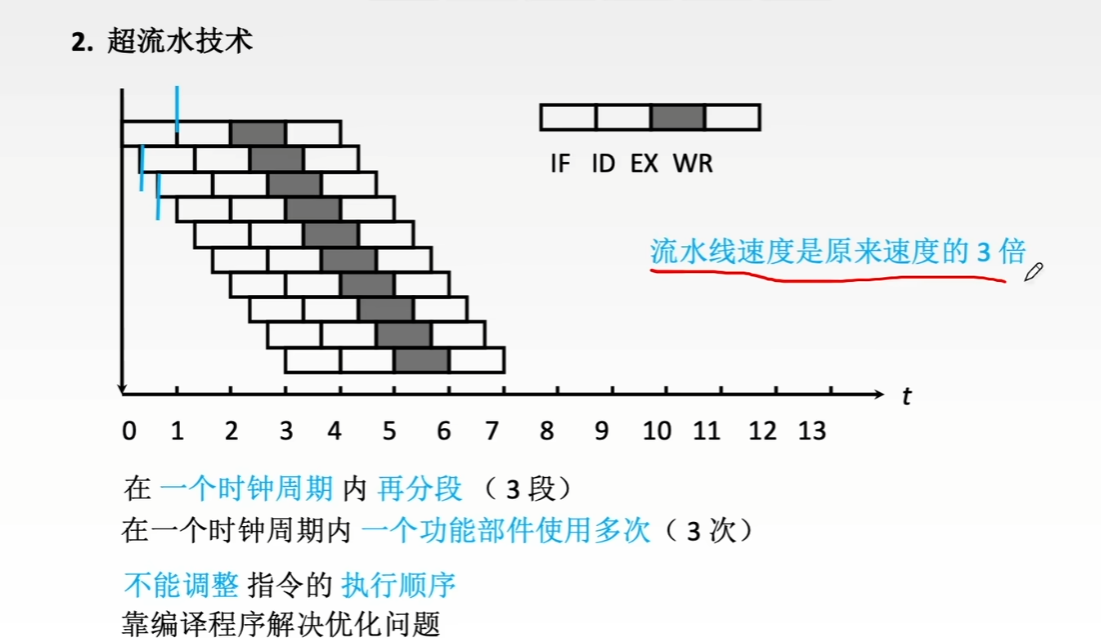 2. 超流水技术
IF ID EX WR
流水线速度是原来速度的 3 倍
t
0 1 2 3 4 5 6 7 8 9 10 11 12 13
在 一个时钟周期 内 再分段 （ 3 段）
在一个时钟周期内 一个功能部件使用多次（ 3 次）
不能调整 指令的 执行顺序
靠编译程序解决优化问题